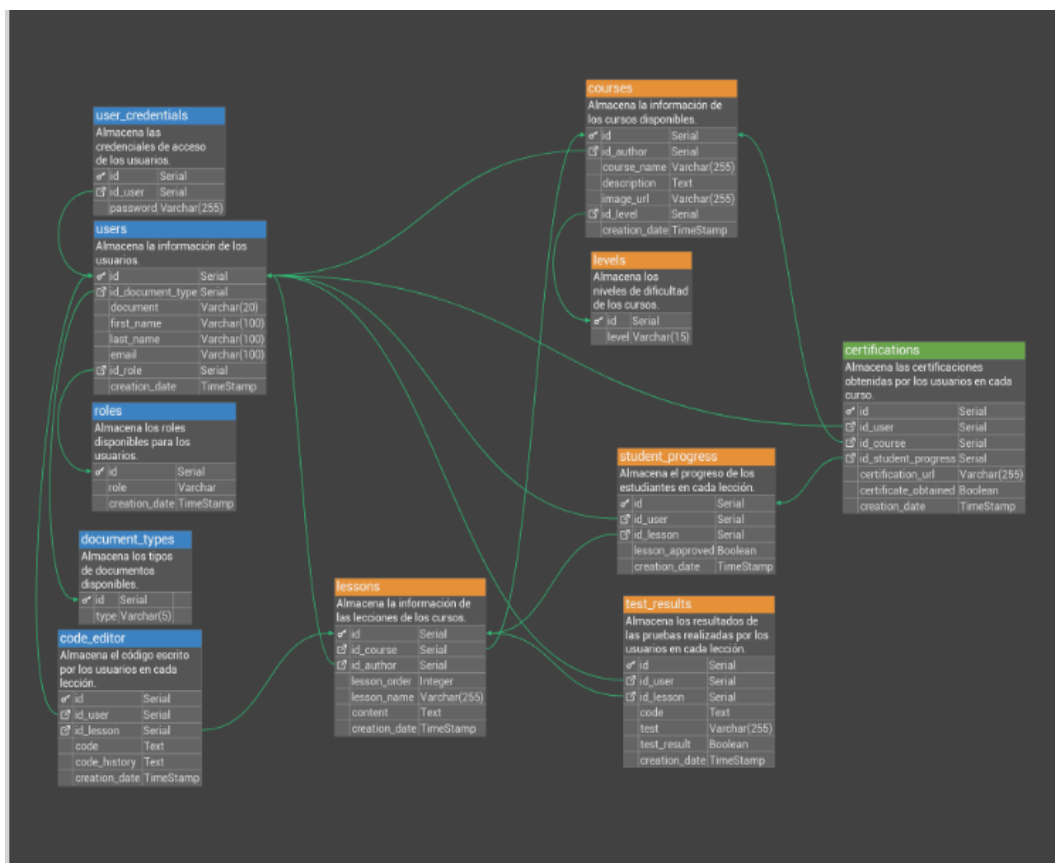 user_credentials
Almacena las
credenciales de acceso
de los usuarios.
id Serial
id_user Serial
password Varchar(255)
users
Almacena la información de los
usuarios.
id Serial
id_document_type Serial
document Varchar(20)
first_name Varchar(100)
last_name Varchar(100)
email Varchar(100)
id_role Serial
creation_date TimeStamp
roles
Almacena los roles
disponibles para los
usuarios.
id Serial
role Varchar
creation_date TimeStamp
document_types
Almacena los tipos
de documentos
disponibles.
id Serial
type Varchar(5)
code_editor
Almacena el código escrito
por los usuarios en cada
lección.
id Serial
id_user Serial
id_lesson Serial
code Text
code_history Text
creation_date TimeStamp
lessons
Almacena la información de
las lecciones de los cursos.
id Serial
id_course Serial
id_author Serial
lesson_order Integer
lesson_name Varchar(255)
content Text
creation_date TimeStamp
courses
Almacena la información de
los cursos disponibles.
id Serial
id_author Serial
course_name Varchar(255)
description Text
image_url Varchar(255)
id_level Serial
creation_date TimeStamp
levels
Almacena los
niveles de dificultad
de los cursos.
id Serial
level Varchar(15)
student_progress
Almacena el progreso de los
estudiantes en cada lección.
id Serial
id_user Serial
id_lesson Serial
lesson_approved Boolean
creation_date TimeStamp
test_results
Almacena los resultados de
las pruebas realizadas por los
usuarios en cada lección.
id Serial
id_user Serial
id_lesson Serial
code Text
test Varchar(255)
test_result Boolean
creation_date TimeStamp
certifications
Almacena las certificaciones
obtenidas por los usuarios en cada
curso.
id Serial
id_user Serial
id_course Serial
id_student_progress Serial
certification_url Varchar(255)
certificate_obtained Boolean
creation_date TimeStamp